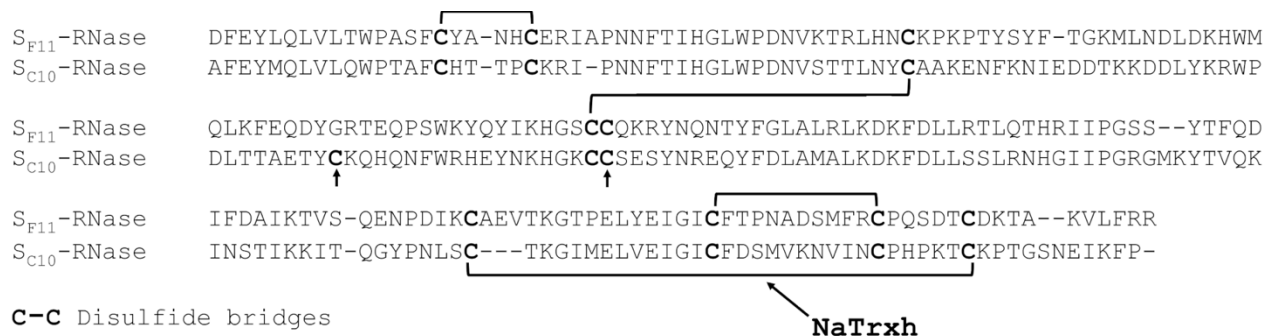 SF11-RNase DFEYLQLVLTWPASFCYA-NHCERIAPNNFTIHGLWPDNVKTRLHNCKPKPTYSYF-TGKMLNDLDKHWM
SC10-RNase AFEYMQLVLQWPTAFCHT-TPCKRI-PNNFTIHGLWPDNVSTTLNYCAAKENFKNIEDDTKKDDLYKRWP
QLKFEQDYGRTEQPSWKYQYIKHGSCCQKRYNQNTYFGLALRLKDKFDLLRTLQTHRIIPGSS--YTFQD
SF11-RNase
SC10-RNase DLTTAETYCKQHQNFWRHEYNKHGKCCSESYNREQYFDLAMALKDKFDLLSSLRNHGIIPGRGMKYTVQK
SF11-RNase IFDAIKTVS-QENPDIKCAEVTKGTPELYEIGICFTPNADSMFRCPQSDTCDKTA--KVLFRR
SC10-RNase INSTIKKIT-QGYPNLSC---TKGIMELVEIGICFDSMVKNVINCPHPKTCKPTGSNEIKFP-
C-C Disulfide bridges
NaTrxh